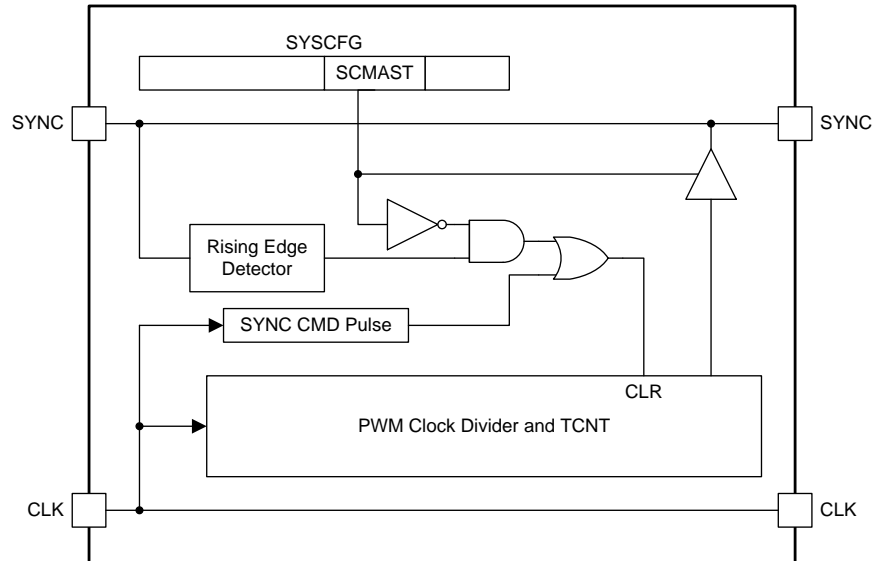 SYSCFG
SCMAST
SYNC
SYNC
Rising Edge
Detector
SYNC CMD Pulse
CLR
PWM Clock Divider and TCNT
CLK
CLK